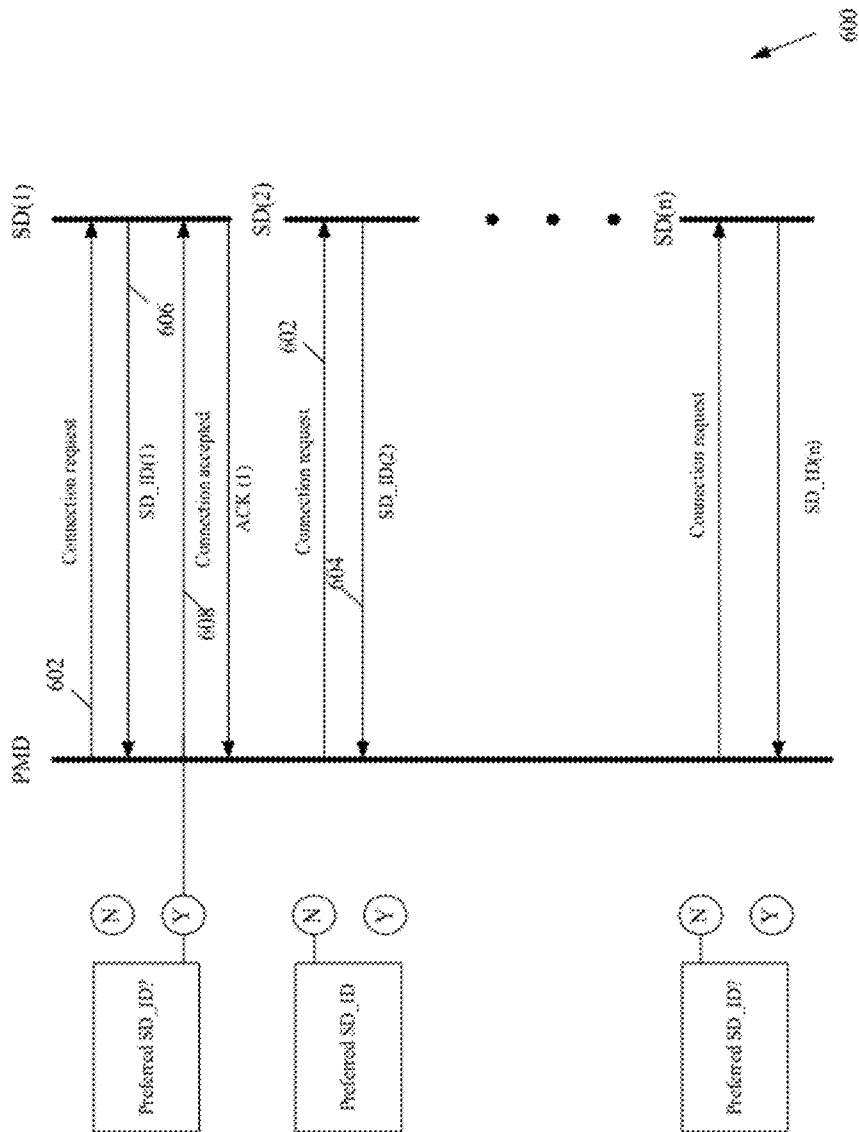 600
PMD
SD(1)
602
Connection request
SD_ID(1)
606
Connection accepted
608
ACK (1)
SD(2)
602
Connection request
604
SD_ID(2)
SD(n)
Connection request
SD_ID(n)
Preferred SD_ID?
N
Y
Preferred SD_ID
N
Y
Preferred SD_ID?
N
Y